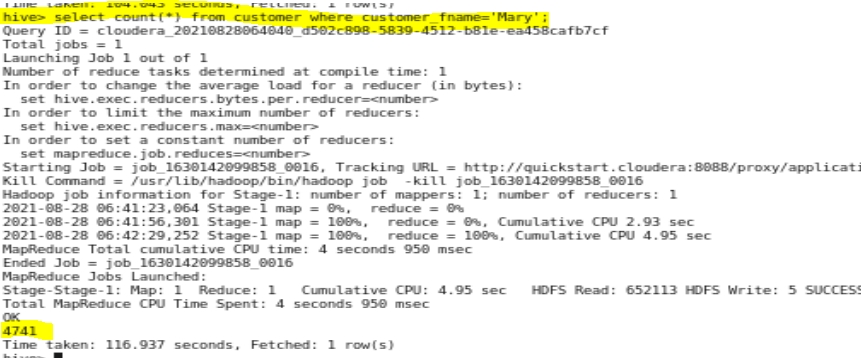 Time taken: 104.043 seconds, Fetched: 1 row(s)
hive> select count(*) from customer where customer_fname='Mary';
Query ID = cloudera_20210828064040_d502c898-5839-4512-b81e-ea458cafb7cf
Total jobs = 1
Launching Job 1 out of 1
Number of reduce tasks determined at compile time: 1
In order to change the average load for a reducer (in bytes):
  set hive.exec.reducers.bytes.per.reducer=<number>
In order to limit the maximum number of reducers:
  set hive.exec.reducers.max=<number>
In order to set a constant number of reducers:
  set mapreduce.job.reduces=<number>
Starting Job = job_1630142099858_0016, Tracking URL = http://quickstart.cloudera:8088/proxy/applicati
Kill Command = /usr/lib/hadoop/bin/hadoop job  -kill job_1630142099858_0016
Hadoop job information for Stage-1: number of mappers: 1; number of reducers: 1
2021-08-28 06:41:23,064 Stage-1 map = 0%,  reduce = 0%
2021-08-28 06:41:56,301 Stage-1 map = 100%,  reduce = 0%, Cumulative CPU 2.93 sec
2021-08-28 06:42:29,252 Stage-1 map = 100%,  reduce = 100%, Cumulative CPU 4.95 sec
MapReduce Total cumulative CPU time: 4 seconds 950 msec
Ended Job = job_1630142099858_0016
MapReduce Jobs Launched:
Stage-Stage-1: Map: 1  Reduce: 1   Cumulative CPU: 4.95 sec   HDFS Read: 652113 HDFS Write: 5 SUCCESS
Total MapReduce CPU Time Spent: 4 seconds 950 msec
OK
4741
Time taken: 116.937 seconds, Fetched: 1 row(s)
hive>